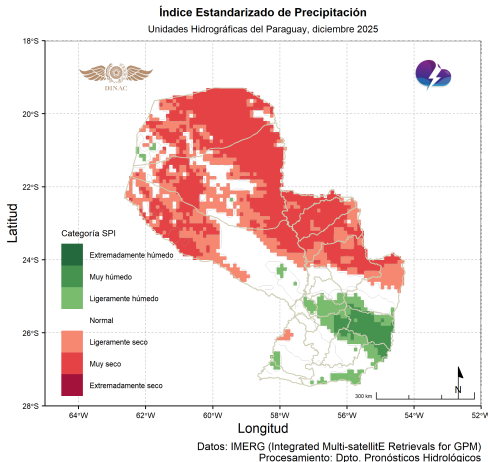 Índice Estandarizado de Precipitación
Unidades Hidrográficas del Paraguay, diciembre 2025
18°S
20°S
22°S
24°S
26°S
28°S
Latitud
DINAC
Categoría SPI
Extremadamente húmedo
Muy húmedo
Ligeramente húmedo
Normal
Ligeramente seco
Muy seco
Extremadamente seco
N
300 km
64°W
62°W
60°W
58°W
56°W
54°W
52°W
Longitud
Datos: IMERG (Integrated Multi-satellitE Retrievals for GPM)
Procesamiento: Dpto. Pronósticos Hidrológicos